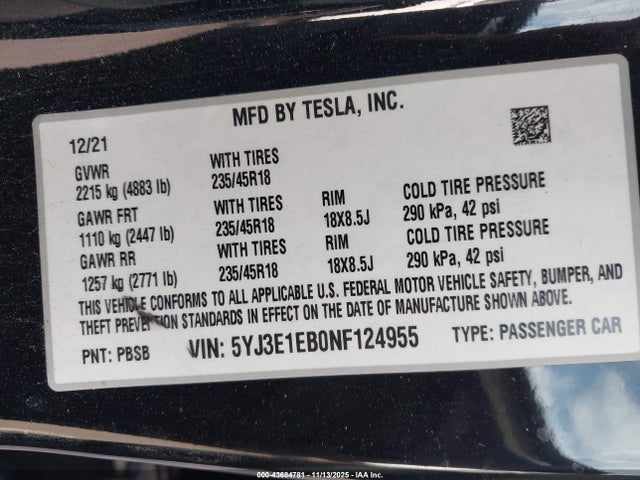 MFD BY TESLA, INC.
12/21
GVWR WITH TIRES
2215 kg (4883 lb) 235/45R18
GAWR FRT WITH TIRES RIM COLD TIRE PRESSURE
1110 kg (2447 lb) 235/45R18 18X8.5J 290 kPa, 42 psi
GAWR RR WITH TIRES RIM COLD TIRE PRESSURE
1257 kg (2771 lb) 235/45R18 18X8.5J 290 kPa, 42 psi
THIS VEHICLE CONFORMS TO ALL APPLICABLE U.S. FEDERAL MOTOR VEHICLE SAFETY, BUMPER, AND
THEFT PREVENTION STANDARDS IN EFFECT ON THE DATE OF MANUFACTURE SHOWN ABOVE.
PNT: PBSB VIN: 5YJ3E1EB0NF124955 TYPE: PASSENGER CAR
000-43684781 - 11/13/2025 - IAA Inc.